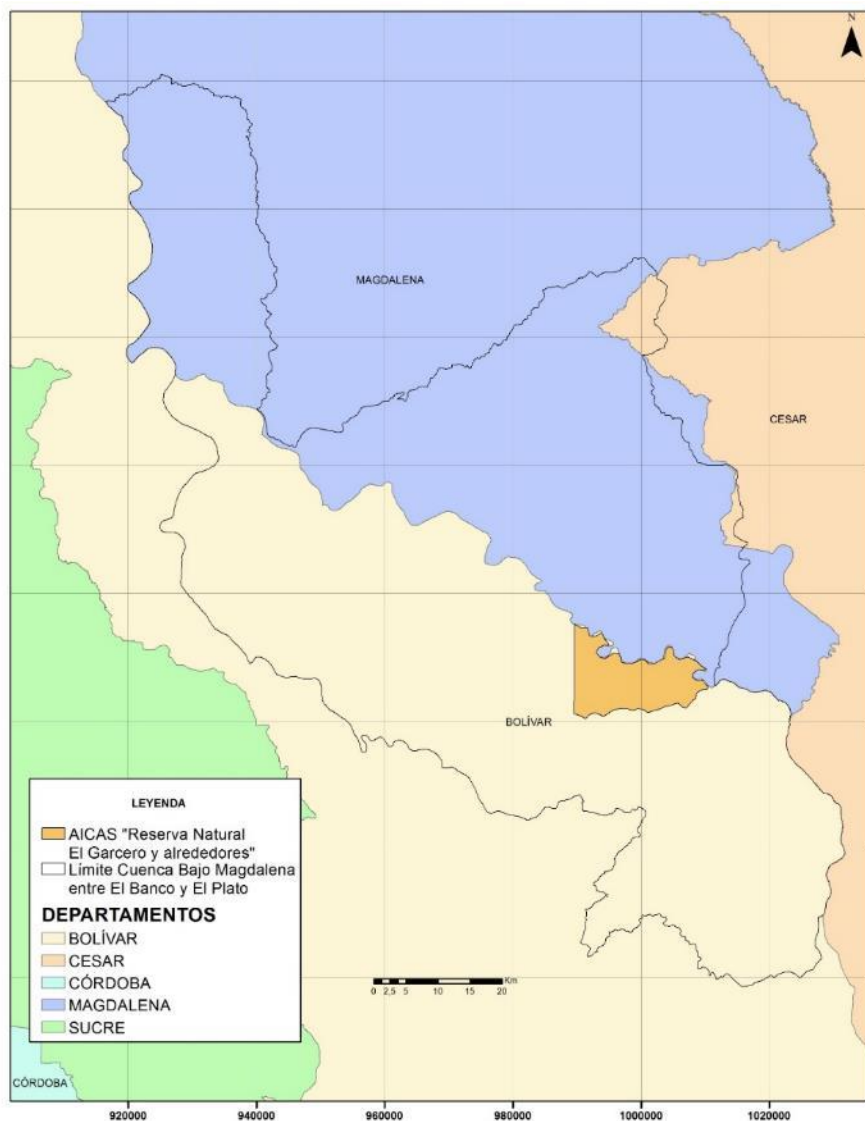 N
MAGDALENA
CESAR
BOLÍVAR
LEYENDA
AICAS "Reserva Natural
El Garcero y alrededores"
Límite Cuenca Bajo Magdalena
entre El Banco y El Plato
DEPARTAMENTOS
BOLÍVAR
CESAR
CÓRDOBA
MAGDALENA
SUCRE
Km
0 2,5 5 10 15 20
CÓRDOBA
920000 940000 960000 980000 1000000 1020000